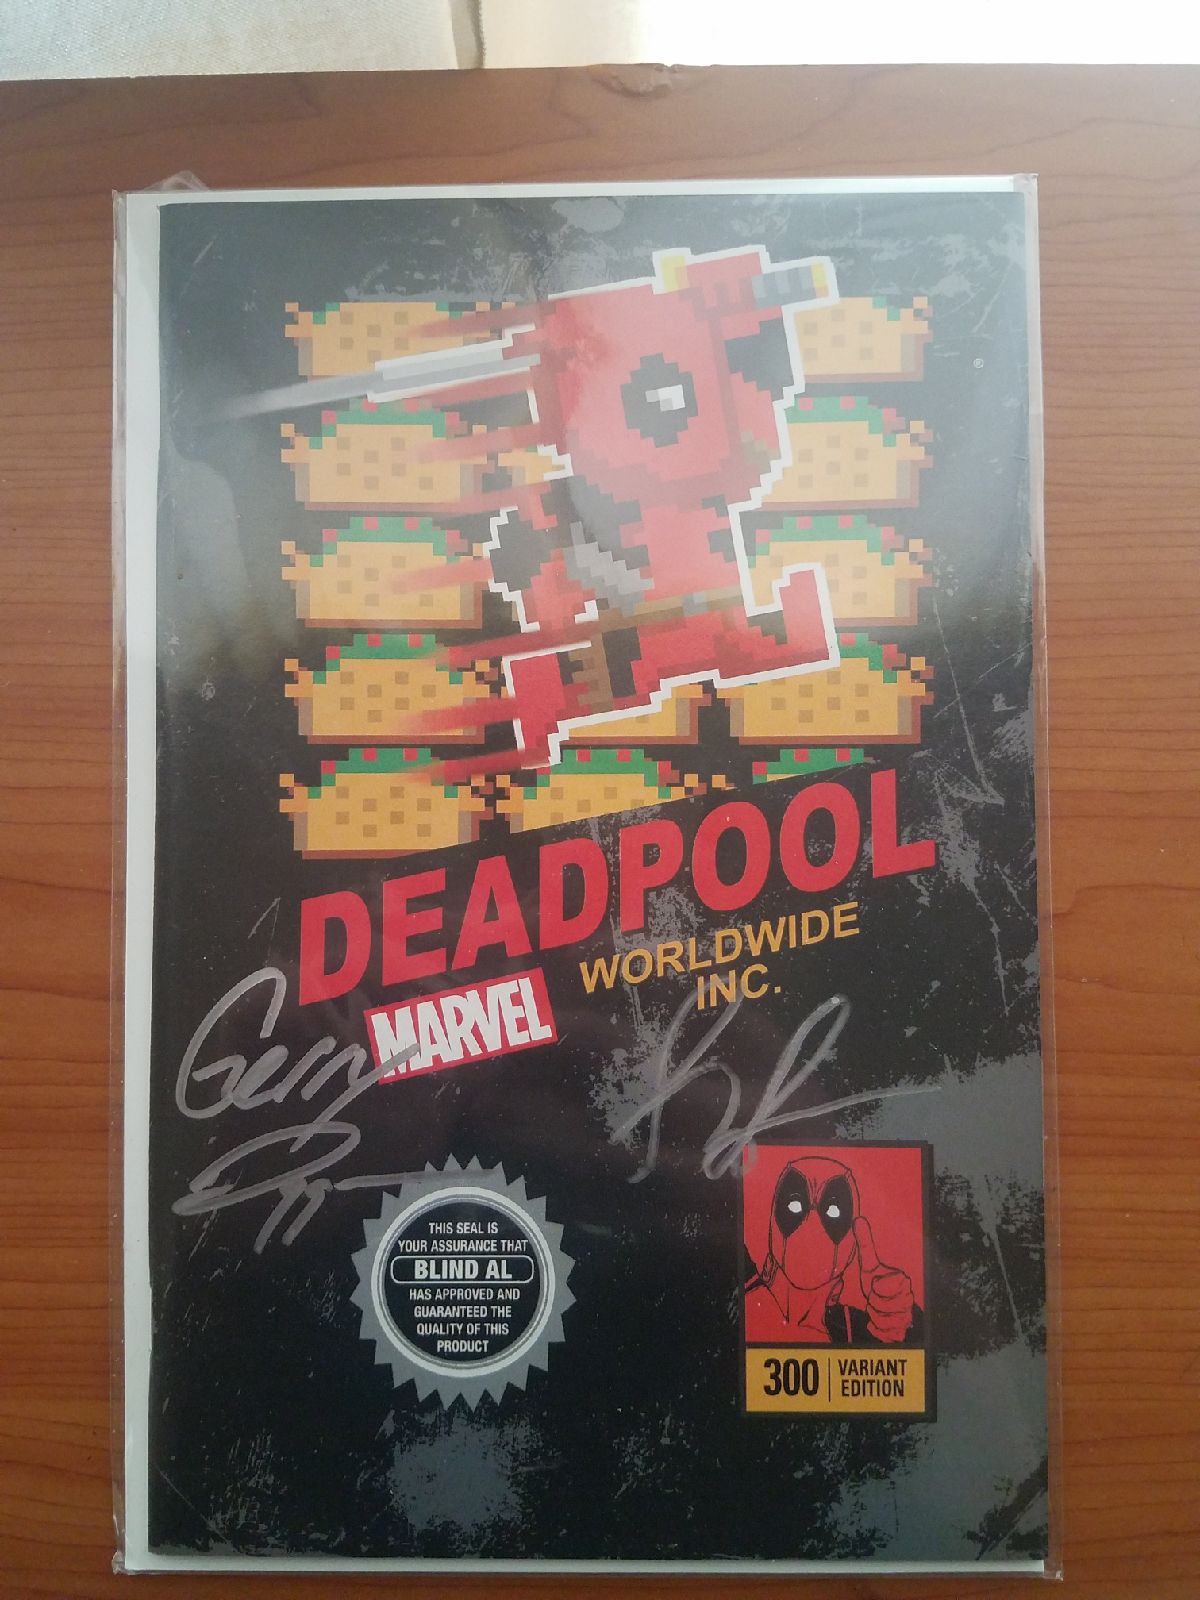 DEADPOOL
WORLDWIDE
INC.
MARVEL
Gerry
THIS SEAL IS
YOUR ASSURANCE THAT
BLIND AL
HAS APPROVED AND
GUARANTEED THE
QUALITY OF THIS
PRODUCT
300 VARIANT
EDITION